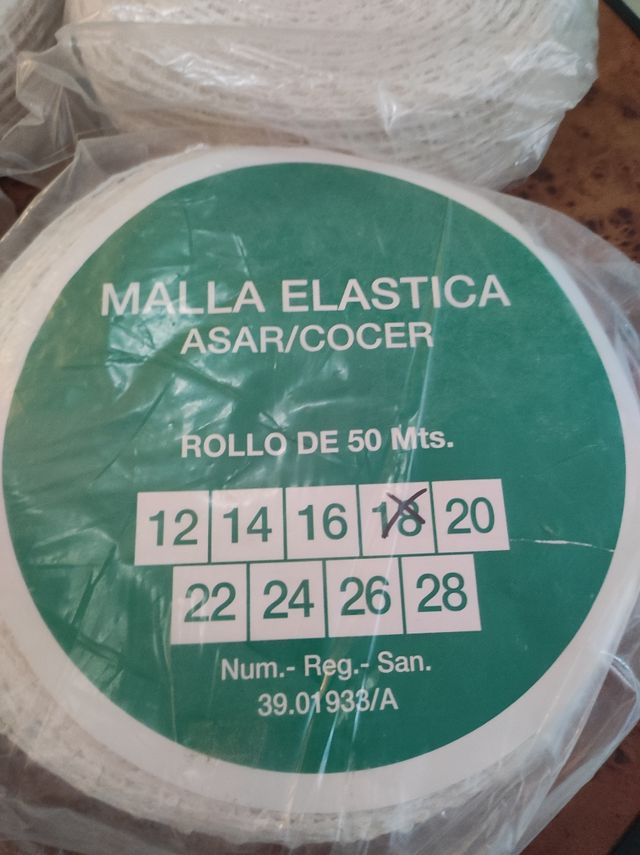 MALLA ELASTICA
ASAR/COCER
ROLLO DE 50 Mts.
12 14 16 18 20
22 24 26 28
Num.- Reg.- San.
39.01933/A